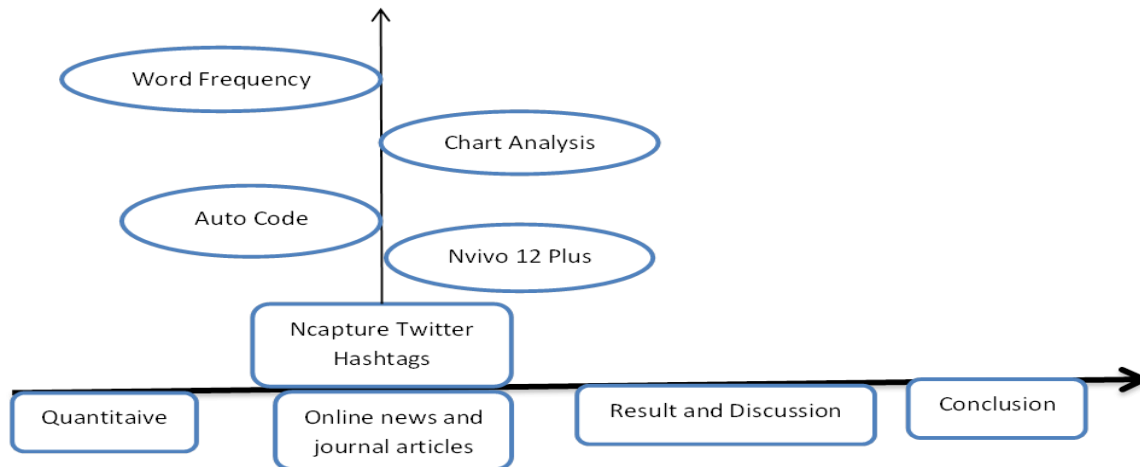 Word Frequency
Chart Analysis
Auto Code
Nvivo 12 Plus
Ncapture Twitter
Hashtags
Quantitaive
Online news and
journal articles
Result and Discussion
Conclusion